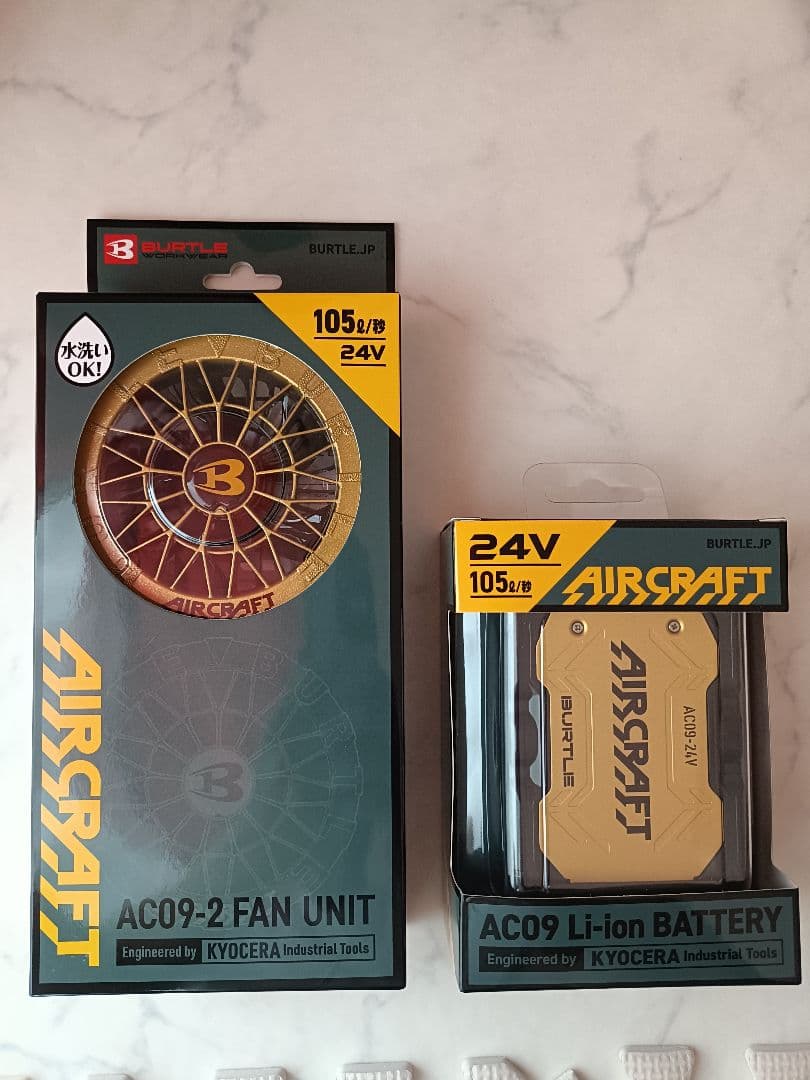 BURTLE
WORKWEAR
BURTLE.JP
水洗い
OK!
105ℓ/秒
24V
B
AIRCRAFT
AIRCRAFT
B
AC09-2 FAN UNIT
Engineered by KYOCERA Industrial Tools
24V
105ℓ/秒
BURTLE.JP
AIRCRAFT
AC09-24V
AIRCRAFT
BURTLE
AC09 Li-ion BATTERY
Engineered by KYOCERA Industrial Tools